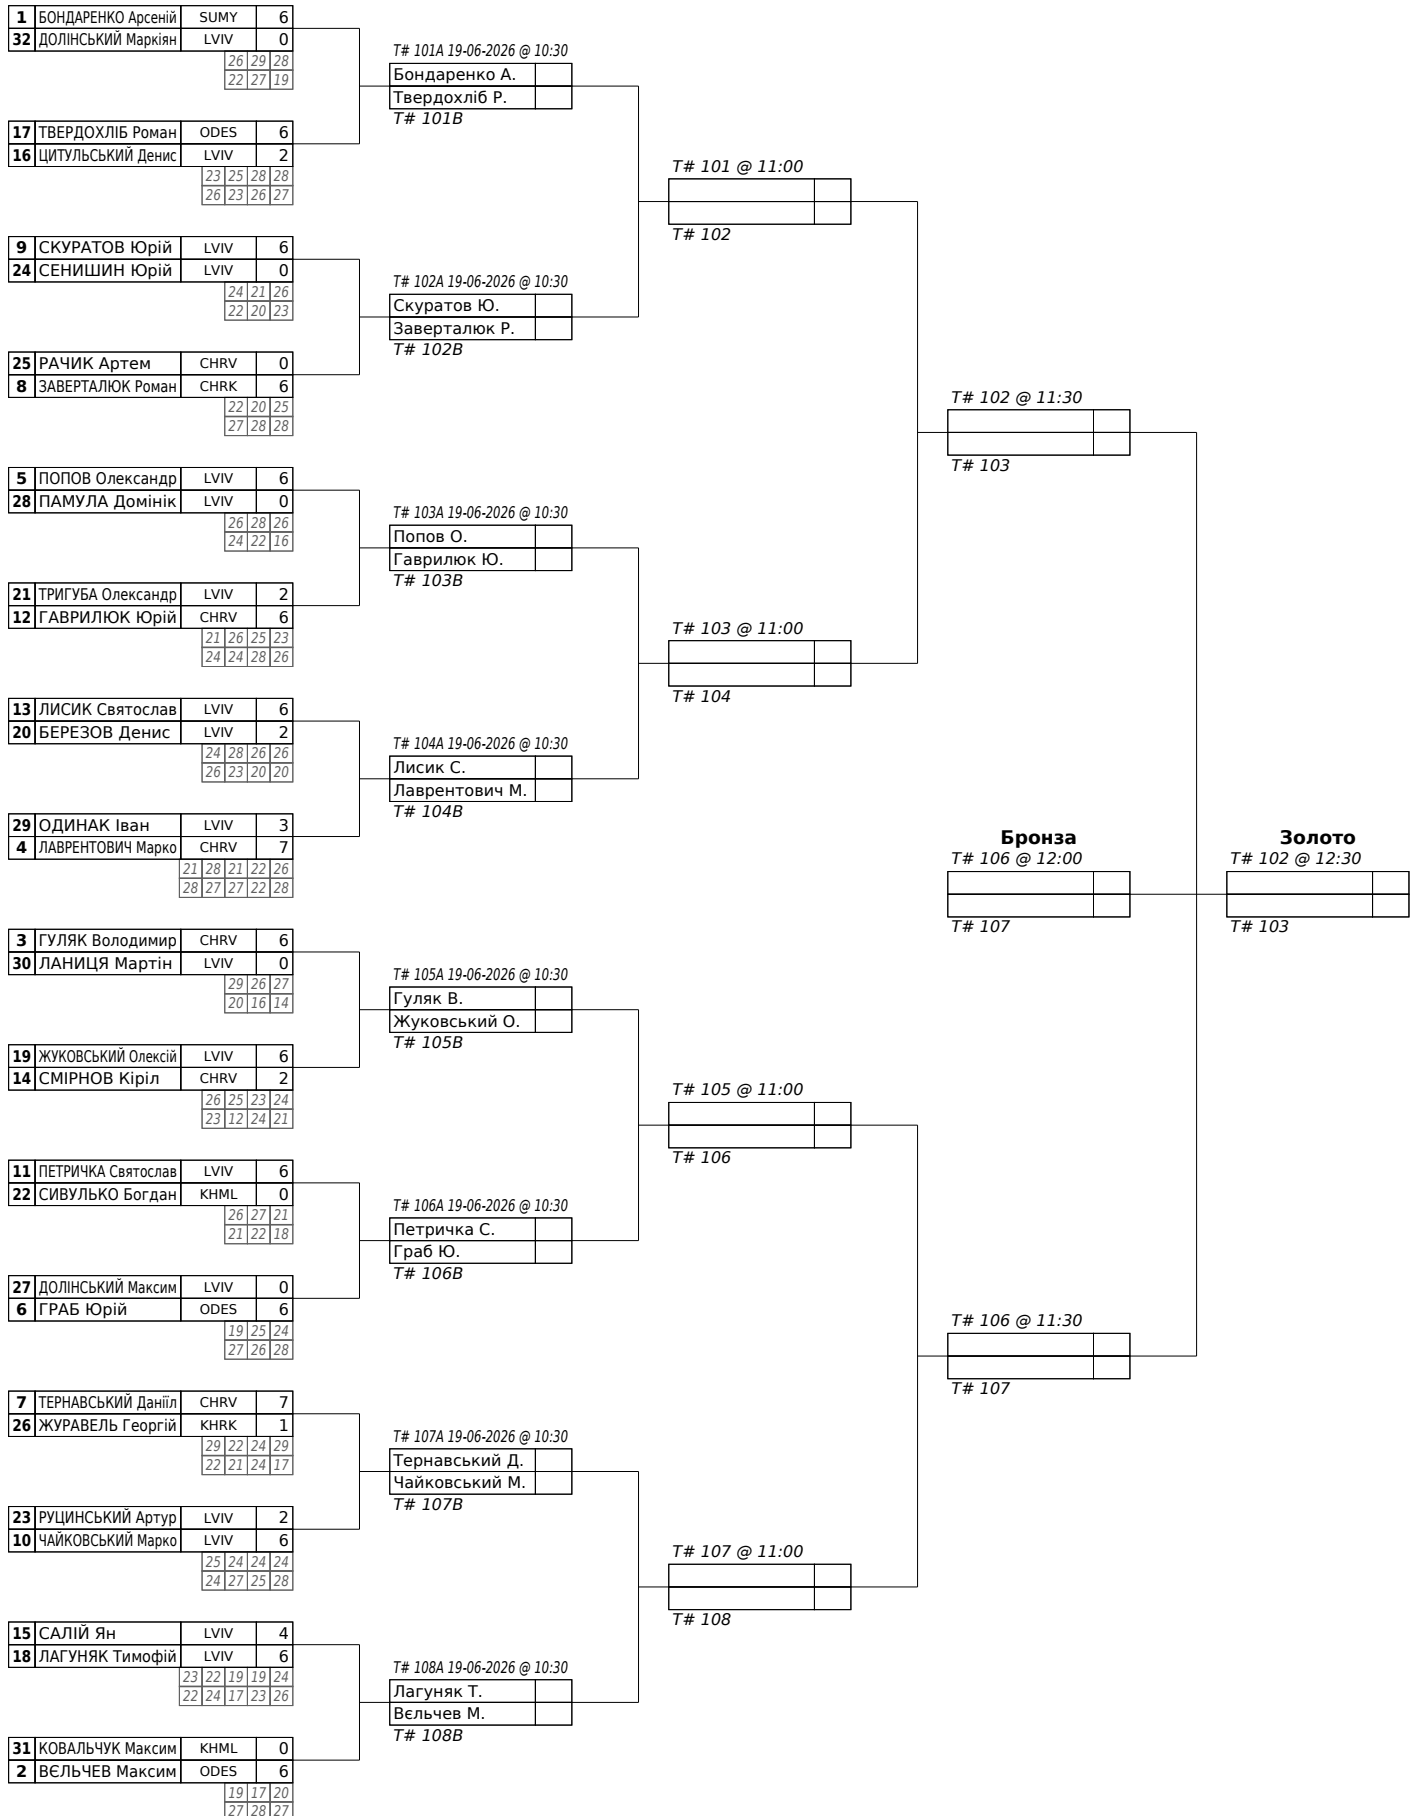 1 БОНДАРЕНКО Арсеній SUMY 6
32 ДОЛІНСЬКИЙ Маркіян LVIV 0
26 29 28
22 27 19
T# 101A 19-06-2026 @ 10:30
Бондаренко А.
Твердохліб Р.
T# 101B
17 ТВЕРДОХЛІБ Роман ODES 6
16 ЦИТУЛЬСЬКИЙ Денис LVIV 2
23 25 28 28
26 23 26 27
T# 101 @ 11:00
T# 102
9 СКУРАТОВ Юрій LVIV 6
24 СЕНИШИН Юрій LVIV 0
24 21 26
22 20 23
T# 102A 19-06-2026 @ 10:30
Скуратов Ю.
Заверталюк Р.
T# 102B
25 РАЧИК Артем CHRV 0
8 ЗАВЕРТАЛЮК Роман CHRK 6
22 20 25
27 28 28
T# 102 @ 11:30
T# 103
5 ПОПОВ Олександр LVIV 6
28 ПАМУЛА Домінік LVIV 0
26 28 26
24 22 16
T# 103A 19-06-2026 @ 10:30
Попов О.
Гаврилюк Ю.
T# 103B
21 ТРИГУБА Олександр LVIV 2
12 ГАВРИЛЮК Юрій CHRV 6
21 26 25 23
24 24 28 26
T# 103 @ 11:00
T# 104
13 ЛИСИК Святослав LVIV 6
20 БЕРЕЗОВ Денис LVIV 2
24 28 26 26
26 23 20 20
T# 104A 19-06-2026 @ 10:30
Лисик С.
Лаврентович М.
T# 104B
29 ОДИНАК Іван LVIV 3
4 ЛАВРЕНТОВИЧ Марко CHRV 7
21 28 21 22 26
28 27 27 22 28
Бронза
T# 106 @ 12:00
T# 107
Золото
T# 102 @ 12:30
T# 103
3 ГУЛЯК Володимир CHRV 6
30 ЛАНИЦЯ Мартін LVIV 0
29 26 27
20 16 14
T# 105A 19-06-2026 @ 10:30
Гуляк В.
Жуковський О.
T# 105B
19 ЖУКОВСЬКИЙ Олексій LVIV 6
14 СМІРНОВ Кіріл CHRV 2
26 25 23 24
23 12 24 21
T# 105 @ 11:00
T# 106
11 ПЕТРИЧКА Святослав LVIV 6
22 СИВУЛЬКО Богдан KHML 0
26 27 21
21 22 18
T# 106A 19-06-2026 @ 10:30
Петричка С.
Граб Ю.
T# 106B
27 ДОЛІНСЬКИЙ Максим LVIV 0
6 ГРАБ Юрій ODES 6
19 25 24
27 26 28
T# 106 @ 11:30
T# 107
7 ТЕРНАВСЬКИЙ Даніїл CHRV 7
26 ЖУРАВЕЛЬ Георгій KHRK 1
29 22 24 29
22 21 24 17
T# 107A 19-06-2026 @ 10:30
Тернавський Д.
Чайковський М.
T# 107B
23 РУЦИНСЬКИЙ Артур LVIV 2
10 ЧАЙКОВСЬКИЙ Марко LVIV 6
25 24 24 24
24 27 25 28
T# 107 @ 11:00
T# 108
15 САЛІЙ Ян LVIV 4
18 ЛАГУНЯК Тимофій LVIV 6
23 22 19 19 24
22 24 17 23 26
T# 108A 19-06-2026 @ 10:30
Лагуняк Т.
Вєльчев М.
T# 108B
31 КОВАЛЬЧУК Максим KHML 0
2 ВЄЛЬЧЕВ Максим ODES 6
19 17 20
27 28 27